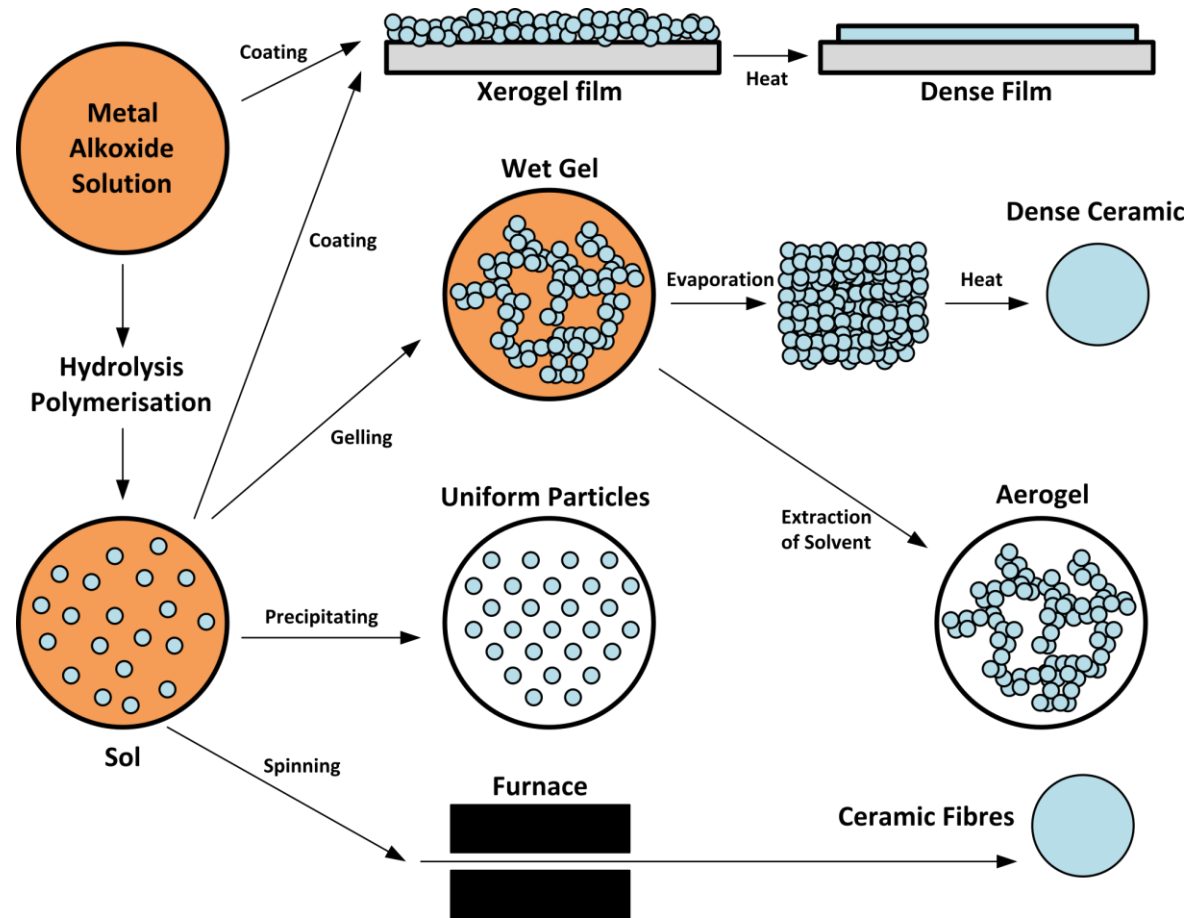 Coating
Metal
Alkoxide
Solution
Xerogel film
Heat
Dense Film
Coating
Wet Gel
Evaporation
Heat
Dense Ceramic
Hydrolysis
Polymerisation
Gelling
Uniform Particles
Extraction
of Solvent
Aerogel
Precipitating
Sol
Spinning
Furnace
Ceramic Fibres